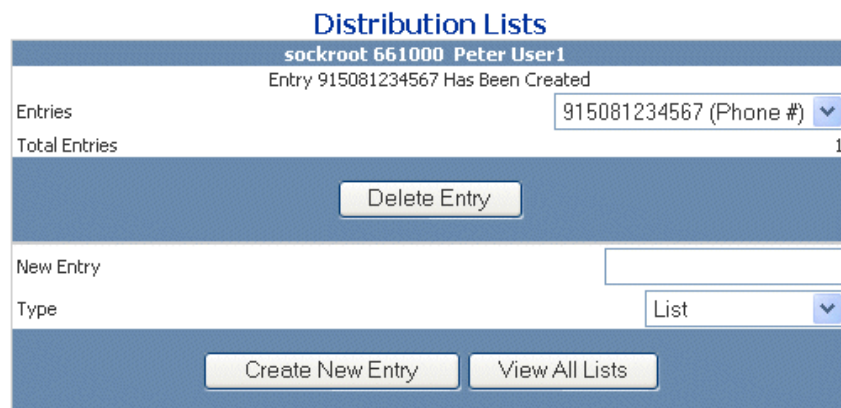 Distribution Lists
sockroot 661000 Peter User1
Entry 915081234567 Has Been Created
Entries 915081234567 (Phone #)
Total Entries 1
Delete Entry
New Entry
Type List
Create New Entry View All Lists